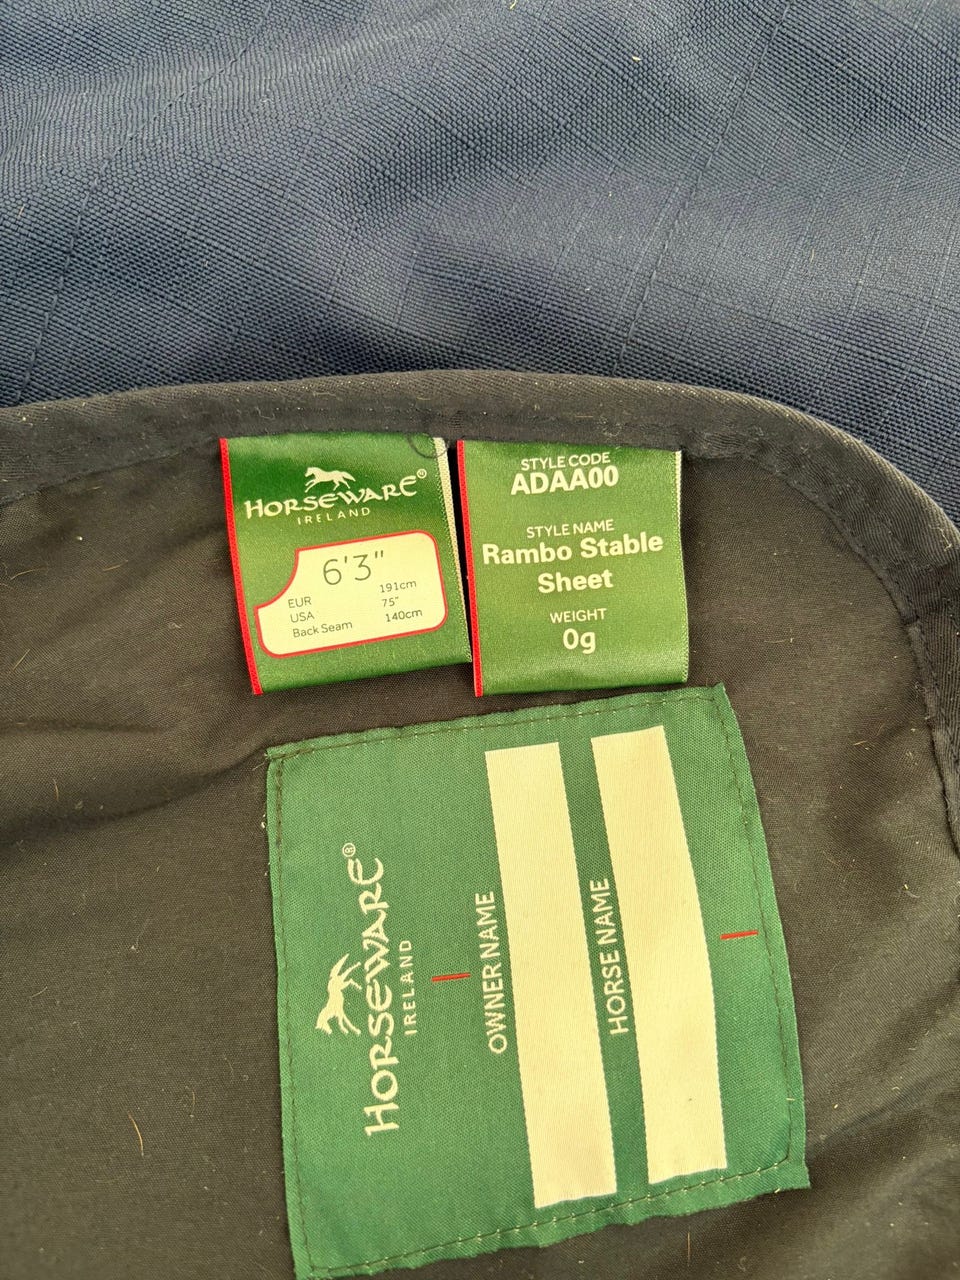 HORSEWARE®
IRELAND
6'3"
EUR 191cm
USA 75"
Back Seam 140cm
STYLE CODE
ADAA00
STYLE NAME
Rambo Stable
Sheet
WEIGHT
0g
HORSEWARE®
IRELAND
OWNER NAME
HORSE NAME